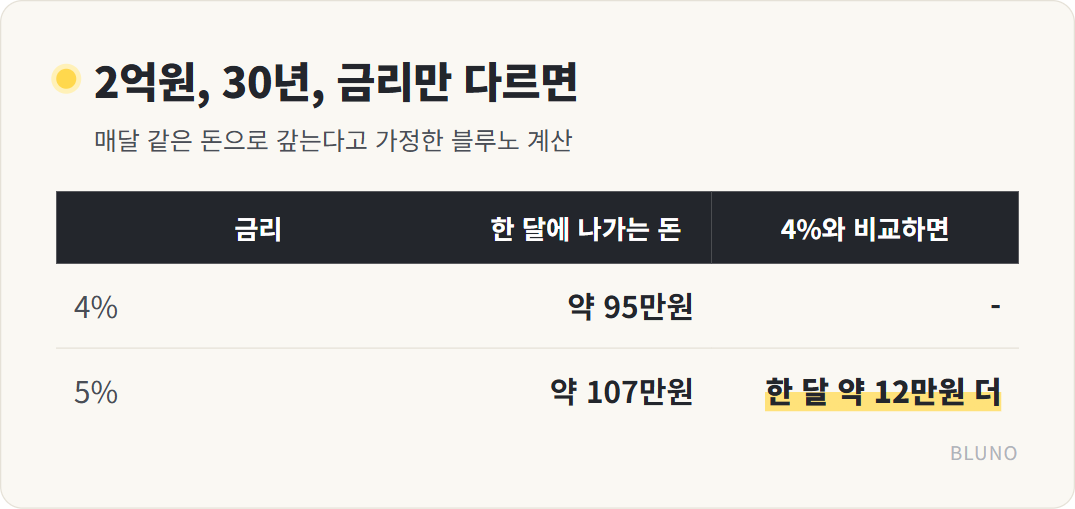 2억원, 30년, 금리만 다르면
매달 같은 돈으로 갚는다고 가정한 블루노 계산
금리 한 달에 나가는 돈 4%와 비교하면
4% 약 95만원 -
5% 약 107만원 한 달 약 12만원 더
BLUNO